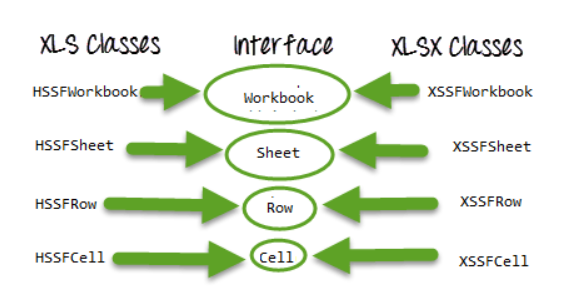 XLS Classes Interface XLSX Classes
HSSFWorkbook Workbook XSSFWorkbook
HSSFSheet Sheet XSSFSheet
HSSFRow Row XSSFRow
HSSFCell Cell XSSFCell